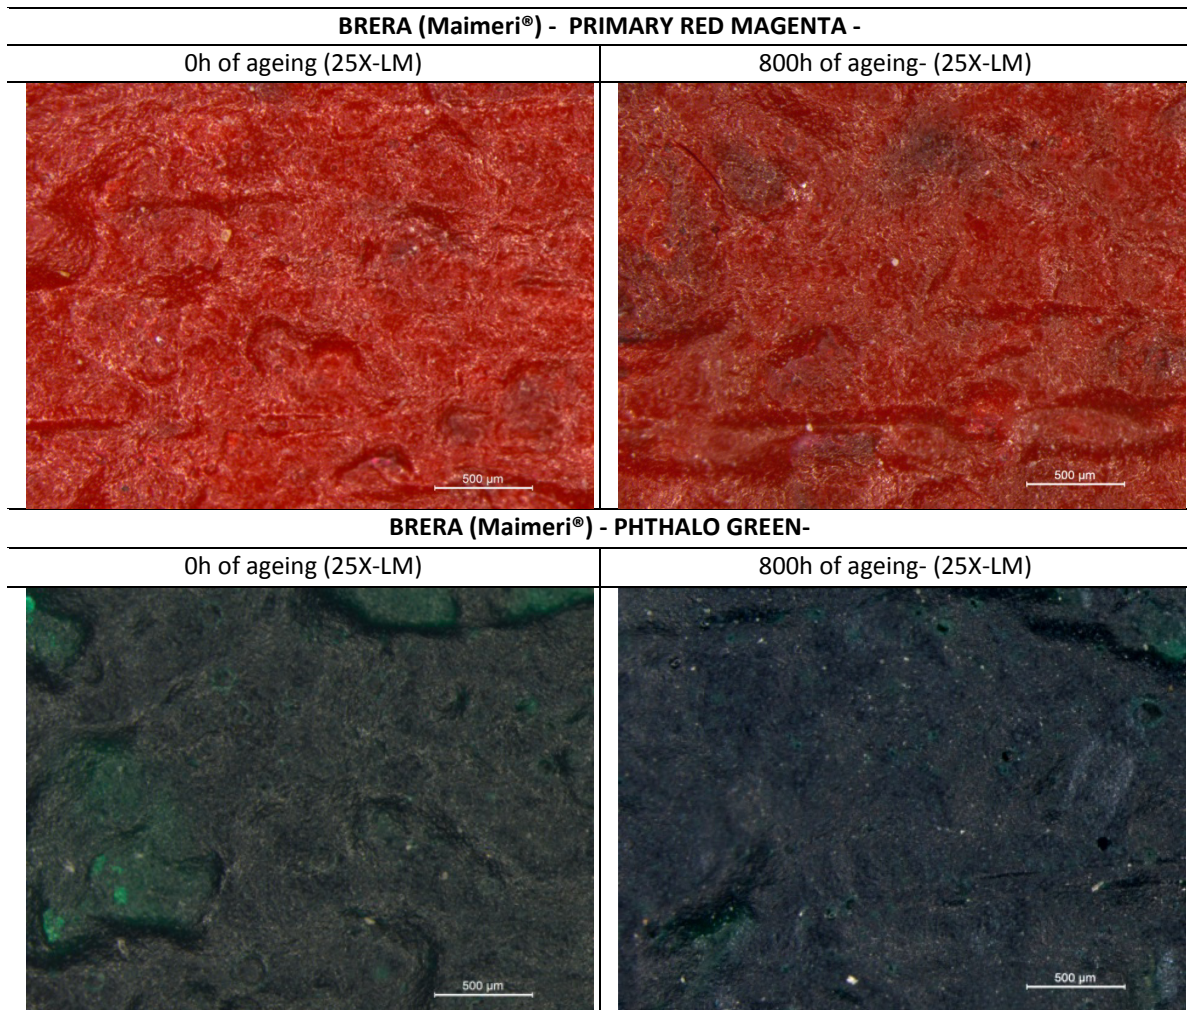 BRERA (Maimeri®) - PRIMARY RED MAGENTA -
0h of ageing (25X-LM)
800h of ageing- (25X-LM)
500 µm
500 µm
BRERA (Maimeri®) - PHTHALO GREEN-
0h of ageing (25X-LM)
800h of ageing- (25X-LM)
500 µm
500 µm